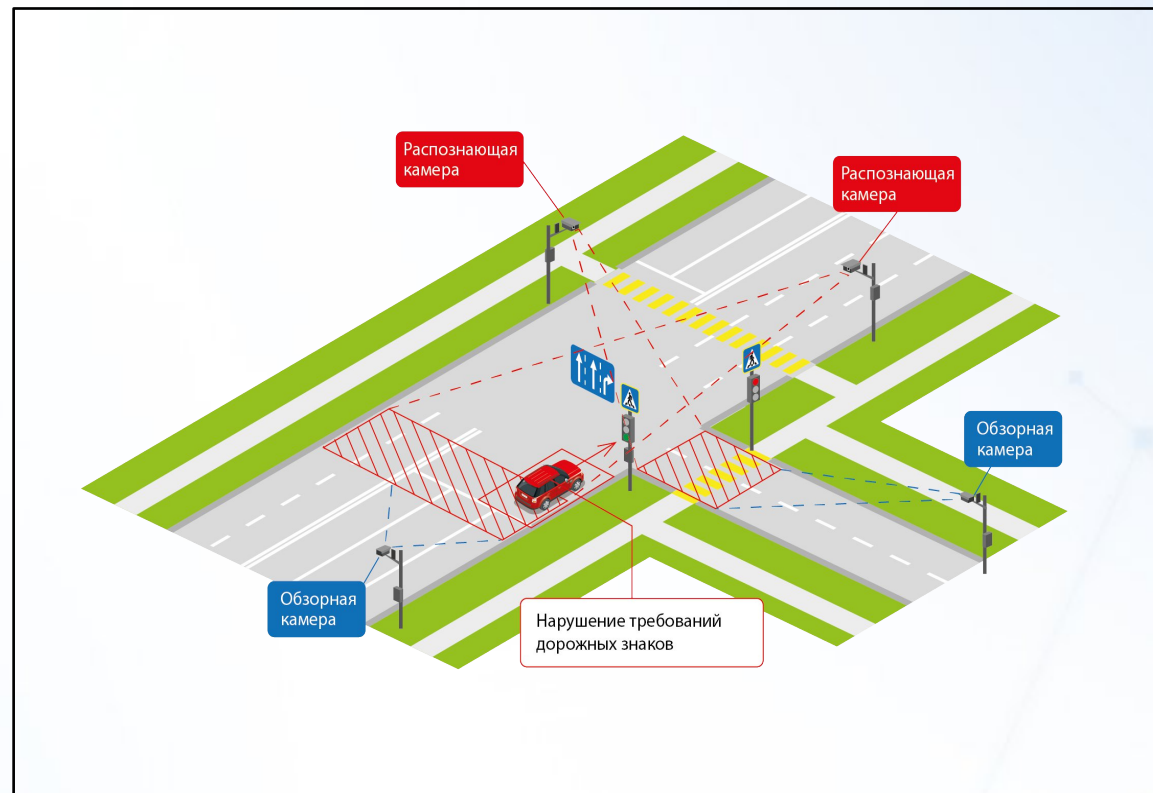 Распознающая
камера
Распознающая
камера
Обзорная
камера
Обзорная
камера
Нарушение требований
дорожных знаков